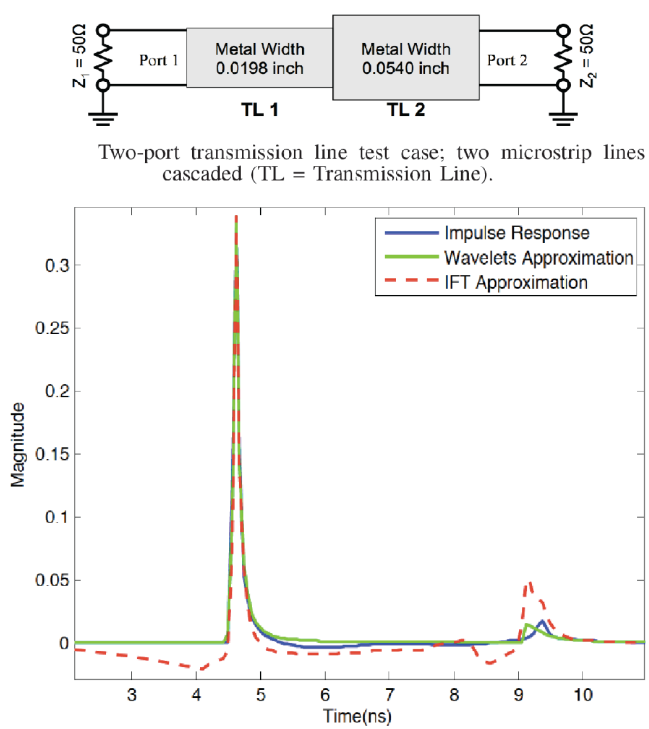 Z1 = 50Ω
Port 1
Metal Width
0.0198 inch
Metal Width
0.0540 inch
Port 2
Z2 = 50Ω
TL 1
TL 2
Two-port transmission line test case; two microstrip lines
cascaded (TL = Transmission Line).
Impulse Response
Wavelets Approximation
IFT Approximation
Magnitude
0.3
0.25
0.2
0.15
0.1
0.05
0
3 4 5 6 7 8 9 10
Time(ns)